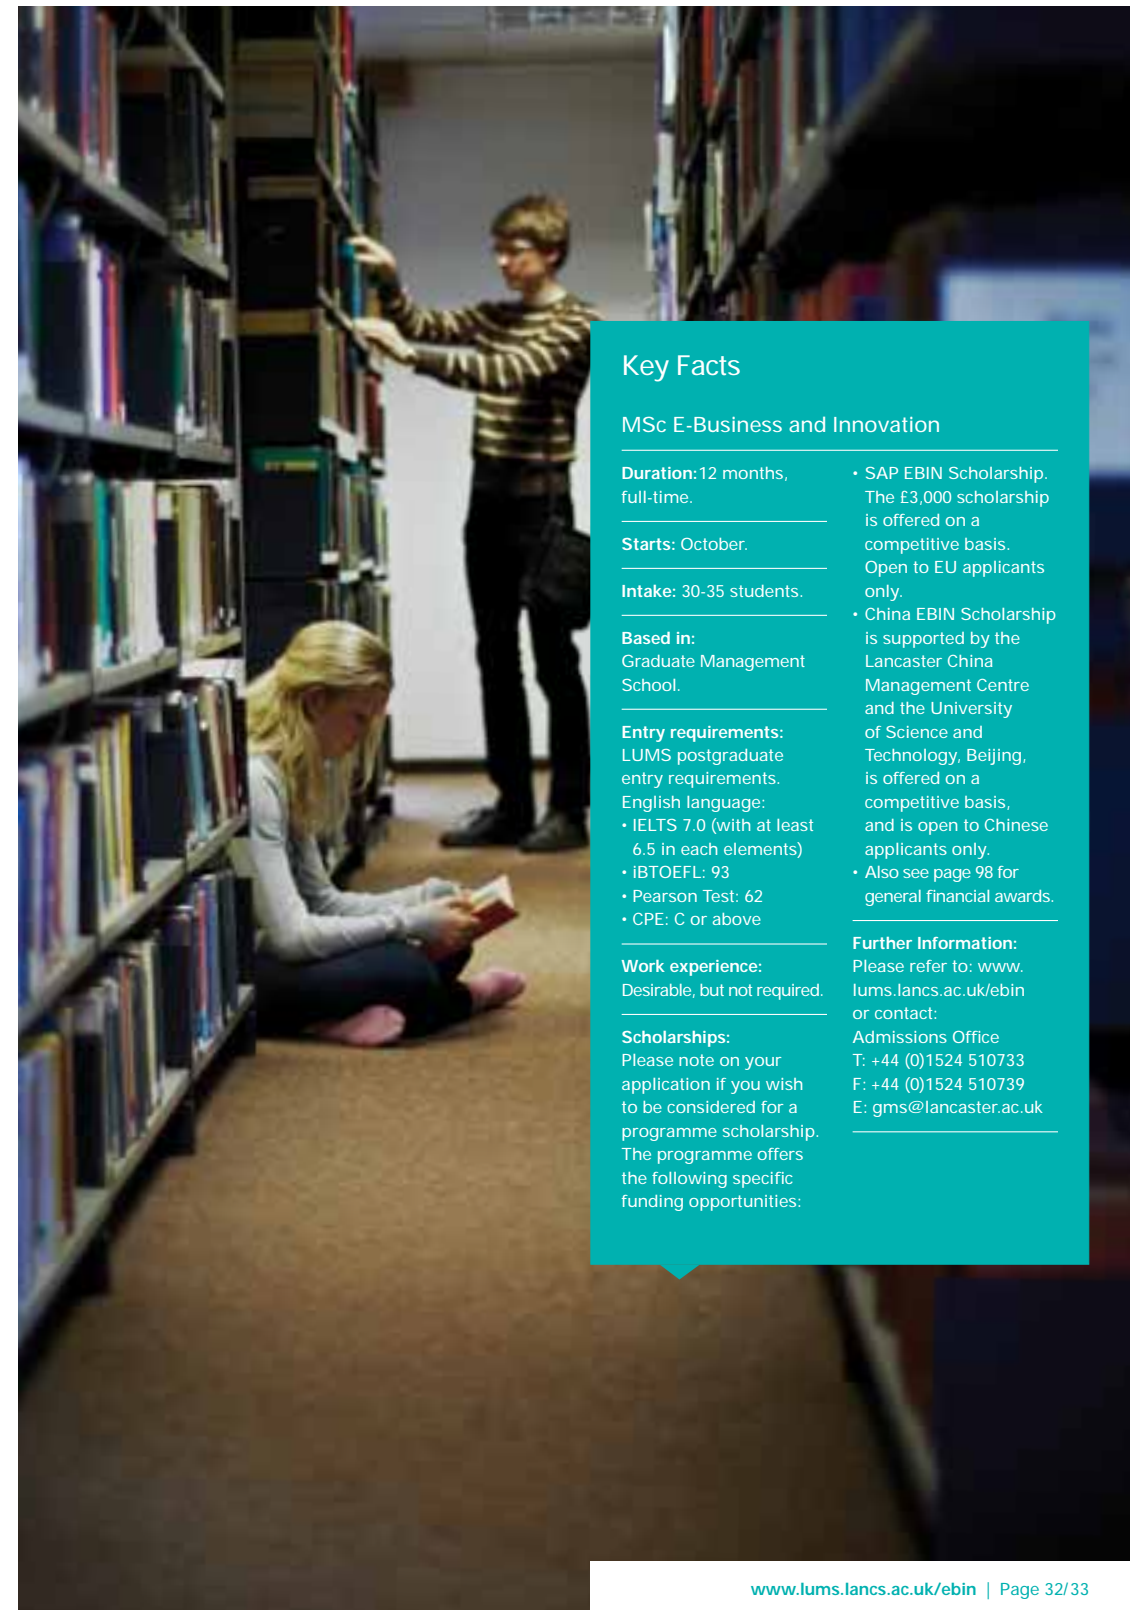 Key Facts
MSc E-Business and Innovation
Duration: 12 months,
full-time.
Starts: October.
Intake: 30-35 students.
Based in:
Graduate Management
School.
Entry requirements:
LUMS postgraduate
entry requirements.
English language:
• IELTS 7.0 (with at least
6.5 in each elements)
• iBTOEFL: 93
• Pearson Test: 62
• CPE: C or above
Work experience:
Desirable, but not required.
Scholarships:
Please note on your
application if you wish
to be considered for a
programme scholarship.
The programme offers
the following specific
funding opportunities:
• SAP EBIN Scholarship.
The £3,000 scholarship
is offered on a
competitive basis.
Open to EU applicants
only.
• China EBIN Scholarship
is supported by the
Lancaster China
Management Centre
and the University
of Science and
Technology, Beijing,
is offered on a
competitive basis,
and is open to Chinese
applicants only.
• Also see page 98 for
general financial awards.
Further Information:
Please refer to: www.
lums.lancs.ac.uk/ebin
or contact:
Admissions Office
T: +44 (0)1524 510733
F: +44 (0)1524 510739
E: gms@lancaster.ac.uk
www.lums.lancs.ac.uk/ebin | Page 32/33